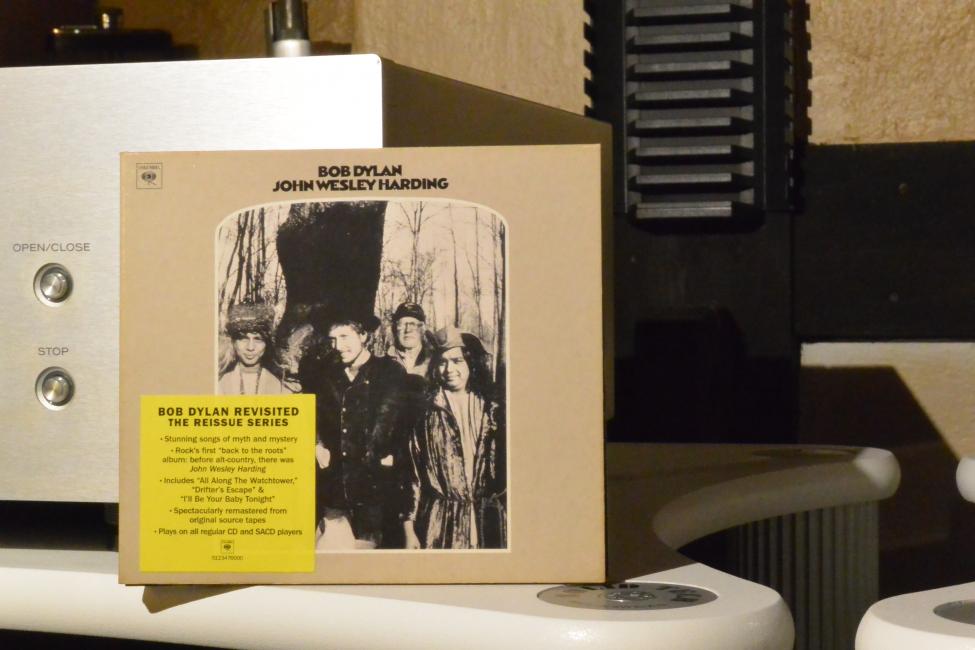 BOB DYLAN
JOHN WESLEY HARDING
OPEN/CLOSE
STOP
BOB DYLAN REVISITED
THE REISSUE SERIES
• Stunning songs of myth and mystery
• Rock's first "back to the roots"
album: before alt-country, there was
John Wesley Harding
• Includes "All Along The Watchtower,"
"Drifter's Escape" &
"I'll Be Your Baby Tonight"
• Spectacularly remastered from
original source tapes
• Plays on all regular CD and SACD players